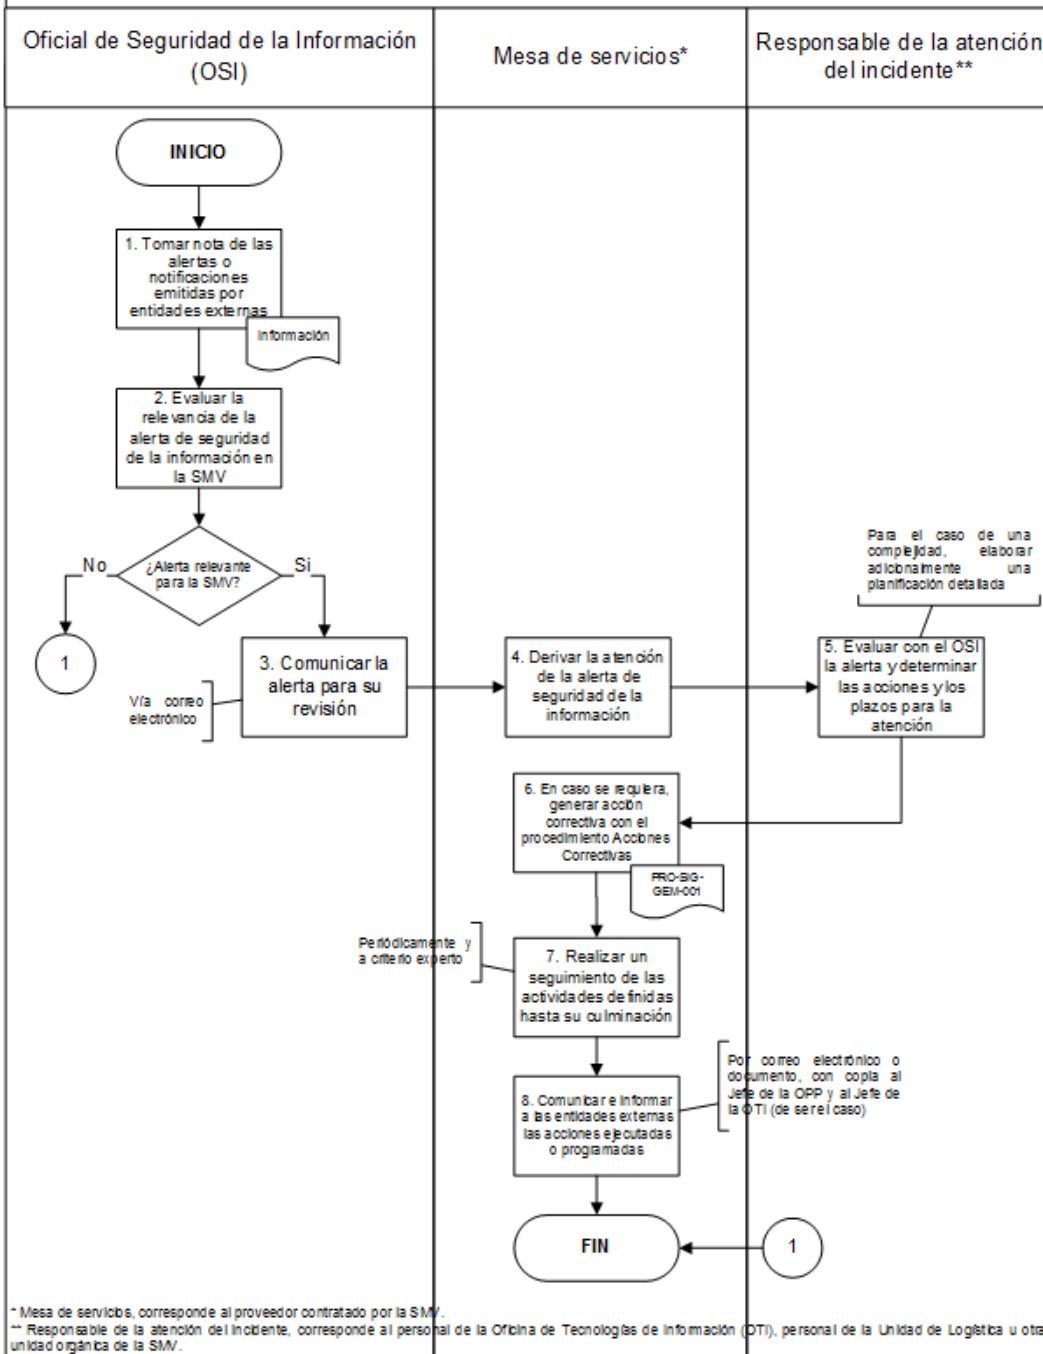 Oficial de Seguridad de la Información
(OSI)
Mesa de servicios*
Responsable de la atención
del incidente**
INICIO
1. Tomar nota de las
alertas o
notificaciones
emitidas por
entidades externas
Información
2. Evaluar la
relevancia de la
alerta de seguridad
de la información en
la SMV
¿Alerta relevante
para la SMV?
No
Si
1
3. Comunicar la
alerta para su
revisión
Vía correo
electrónico
4. Derivar la atención
de la alerta de
seguridad de la
información
Para el caso de una
complejidad, elaborar
adicionalmente una
planificación detallada
5. Evaluar con el OSI
la alerta y determinar
las acciones y los
plazos para la
atención
6. En caso se requiera,
generar acción
correctiva con el
procedimiento Acciones
Correctivas
PRO-SIG-
GEM-001
Periódicamente y
a criterio experto
7. Realizar un
seguimiento de las
actividades definidas
hasta su culminación
8. Comunicar e informar
a las entidades externas
las acciones ejecutadas
o programadas
Por correo electrónico o
documento, con copia al
Jefe de la OPP y al Jefe de
la OTI (de ser el caso)
FIN
1
* Mesa de servicios, corresponde al proveedor contratado por la SMV.
** Responsable de la atención del incidente, corresponde al personal de la Oficina de Tecnologías de Información (OTI), personal de la Unidad de Logística u otra
unidad orgánica de la SMV.